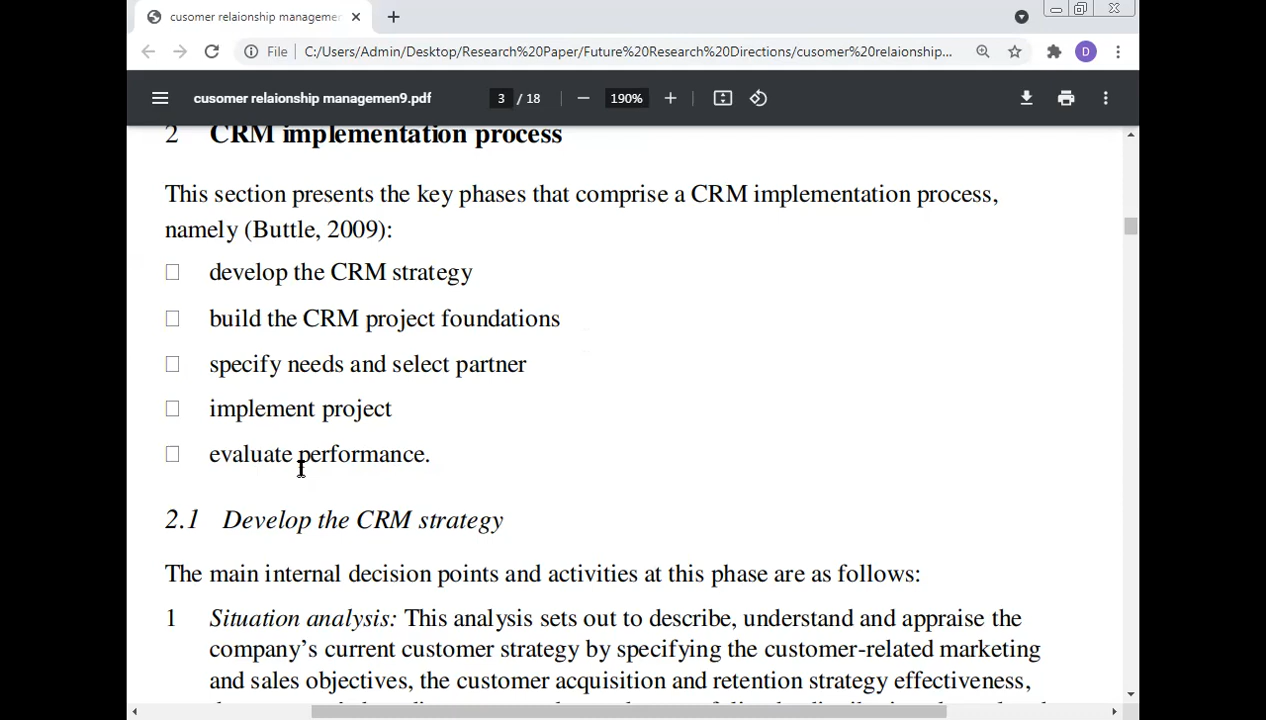 cusomer relaionship managemen
File C:/Users/Admin/Desktop/Research%20Paper/Future%20Research%20Directions/cusomer%20relaionship...
D
cusomer relaionship managemen9.pdf 3 / 18 190%
2 CRM implementation process
This section presents the key phases that comprise a CRM implementation process,
namely (Buttle, 2009):
develop the CRM strategy
build the CRM project foundations
specify needs and select partner
implement project
evaluate performance.
2.1 Develop the CRM strategy
The main internal decision points and activities at this phase are as follows:
1 Situation analysis: This analysis sets out to describe, understand and appraise the
company's current customer strategy by specifying the customer-related marketing
and sales objectives, the customer acquisition and retention strategy effectiveness,